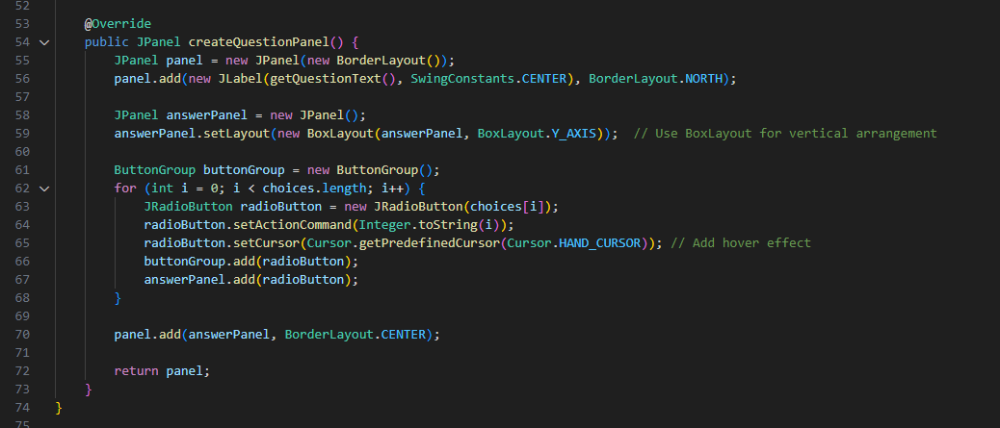 52
53 @Override
54 public JPanel createQuestionPanel() {
55 JPanel panel = new JPanel(new BorderLayout());
56 panel.add(new JLabel(getQuestionText(), SwingConstants.CENTER), BorderLayout.NORTH);
57
58 JPanel answerPanel = new JPanel();
59 answerPanel.setLayout(new BoxLayout(answerPanel, BoxLayout.Y_AXIS));  // Use BoxLayout for vertical arrangement
60
61 ButtonGroup buttonGroup = new ButtonGroup();
62 for (int i = 0; i < choices.length; i++) {
63 JRadioButton radioButton = new JRadioButton(choices[i]);
64 radioButton.setActionCommand(Integer.toString(i));
65 radioButton.setCursor(Cursor.getPredefinedCursor(Cursor.HAND_CURSOR)); // Add hover effect
66 buttonGroup.add(radioButton);
67 answerPanel.add(radioButton);
68 }
69
70 panel.add(answerPanel, BorderLayout.CENTER);
71
72 return panel;
73 }
74 }
75